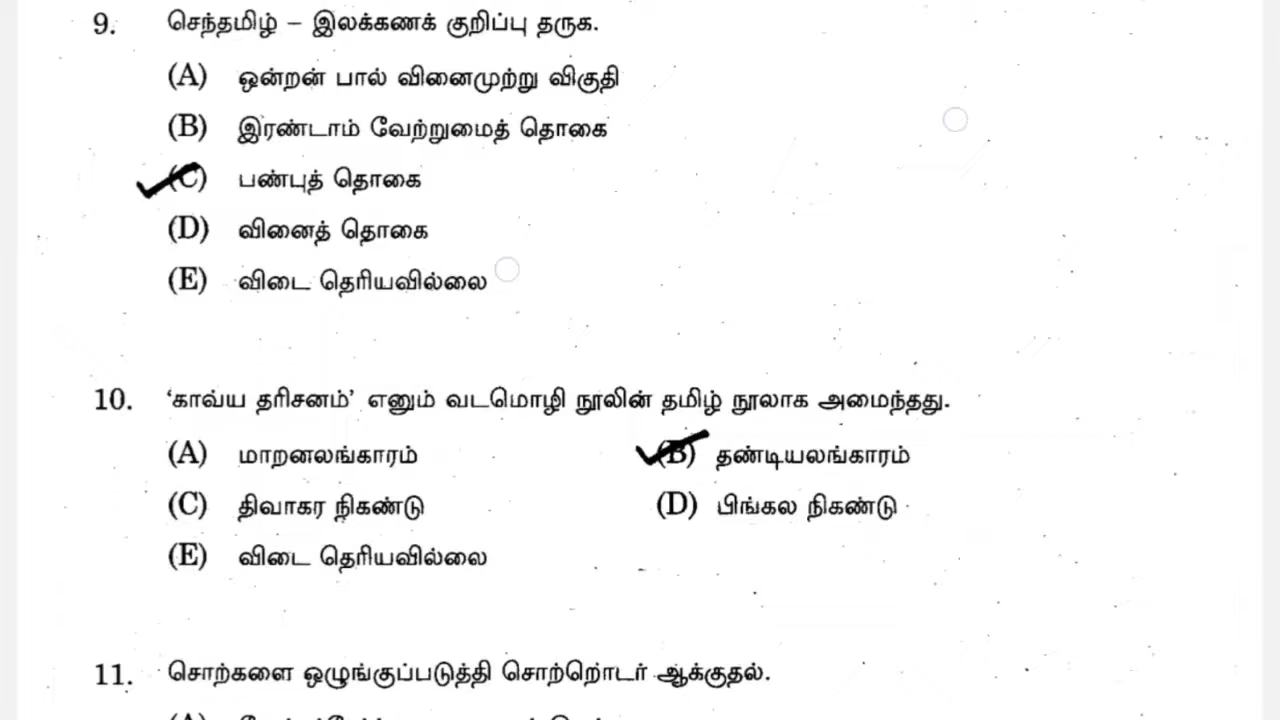 9. செந்தமிழ் – இலக்கணக் குறிப்பு தருக.
(A) ஒன்றன் பால் வினைமுற்று விகுதி
(B) இரண்டாம் வேற்றுமைத் தொகை
(C) பண்புத் தொகை
(D) வினைத் தொகை
(E) விடை தெரியவில்லை
10. ‘காவ்ய தரிசனம்’ எனும் வடமொழி நூலின் தமிழ் நூலாக அமைந்தது.
(A) மாறனலங்காரம் (B) தண்டியலங்காரம்
(C) திவாகர நிகண்டு (D) பிங்கல நிகண்டு
(E) விடை தெரியவில்லை
11. சொற்களை ஒழுங்குப்படுத்தி சொற்றொடர் ஆக்குதல்.
(A)